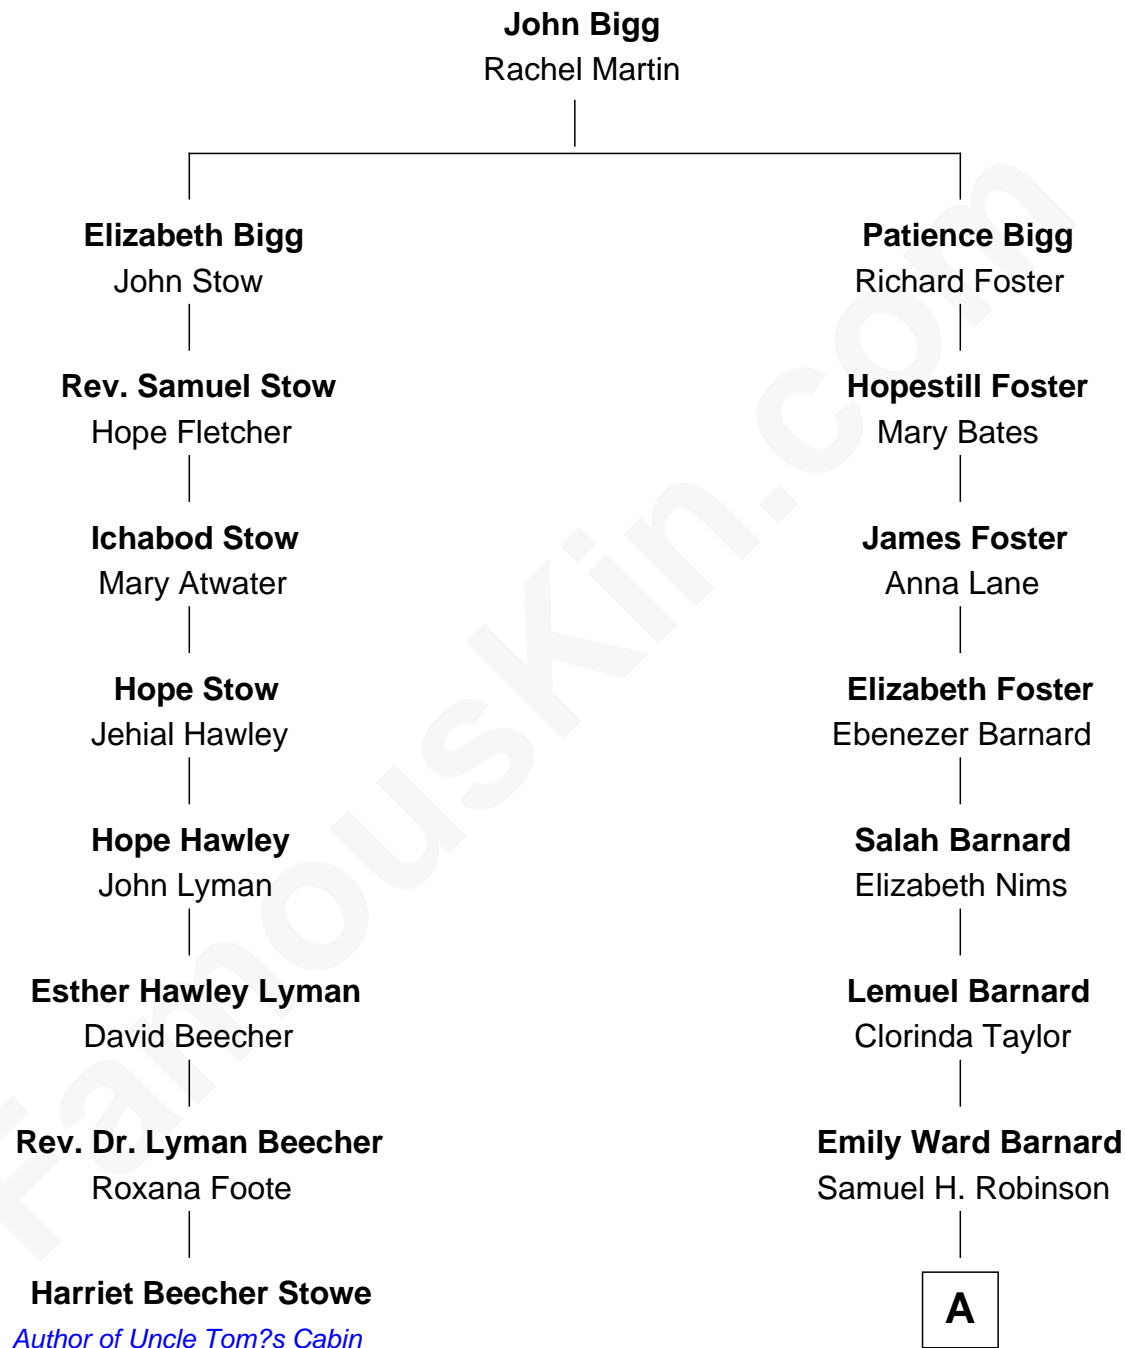 John Bigg
Rachel Martin
Elizabeth Bigg
John Stow
Patience Bigg
Richard Foster
Rev. Samuel Stow
Hope Fletcher
Hopestill Foster
Mary Bates
Ichabod Stow
Mary Atwater
James Foster
Anna Lane
Hope Stow
Jehial Hawley
Elizabeth Foster
Ebenezer Barnard
Hope Hawley
John Lyman
Salah Barnard
Elizabeth Nims
Esther Hawley Lyman
David Beecher
Lemuel Barnard
Clorinda Taylor
Rev. Dr. Lyman Beecher
Roxana Foote
Emily Ward Barnard
Samuel H. Robinson
Harriet Beecher Stowe
Author of Uncle Tom?s Cabin
A
FamousKin.com